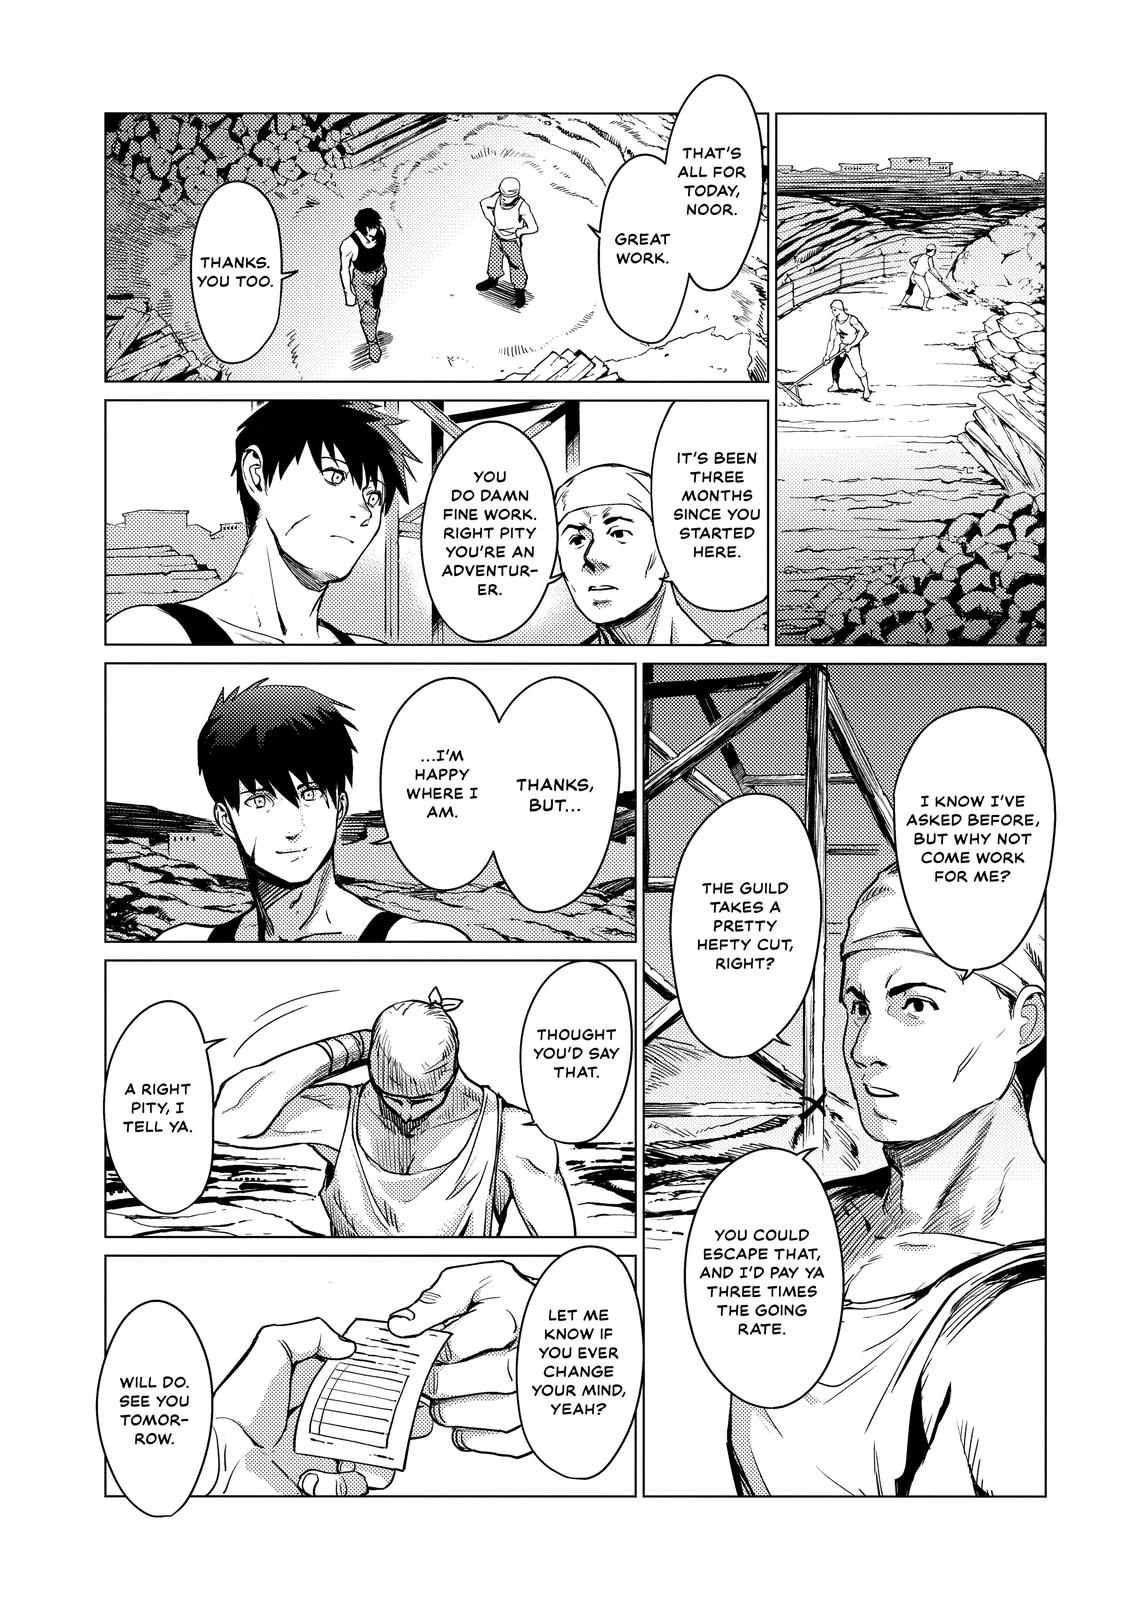 THAT'S
ALL FOR
TODAY,
NOOR.
GREAT
WORK.
THANKS.
YOU TOO.
IT'S BEEN
THREE
MONTHS
SINCE YOU
STARTED
HERE.
YOU
DO DAMN
FINE WORK.
RIGHT PITY
YOU'RE AN
ADVENTUR-
ER.
I KNOW I'VE
ASKED BEFORE,
BUT WHY NOT
COME WORK
FOR ME?
THE GUILD
TAKES A
PRETTY
HEFTY CUT,
RIGHT?
YOU COULD
ESCAPE THAT,
AND I'D PAY YA
THREE TIMES
THE GOING
RATE.
THANKS,
BUT...
...I'M
HAPPY
WHERE I
AM.
THOUGHT
YOU'D SAY
THAT.
A RIGHT
PITY, I
TELL YA.
LET ME
KNOW IF
YOU EVER
CHANGE
YOUR MIND,
YEAH?
WILL DO.
SEE YOU
TOMOR-
ROW.